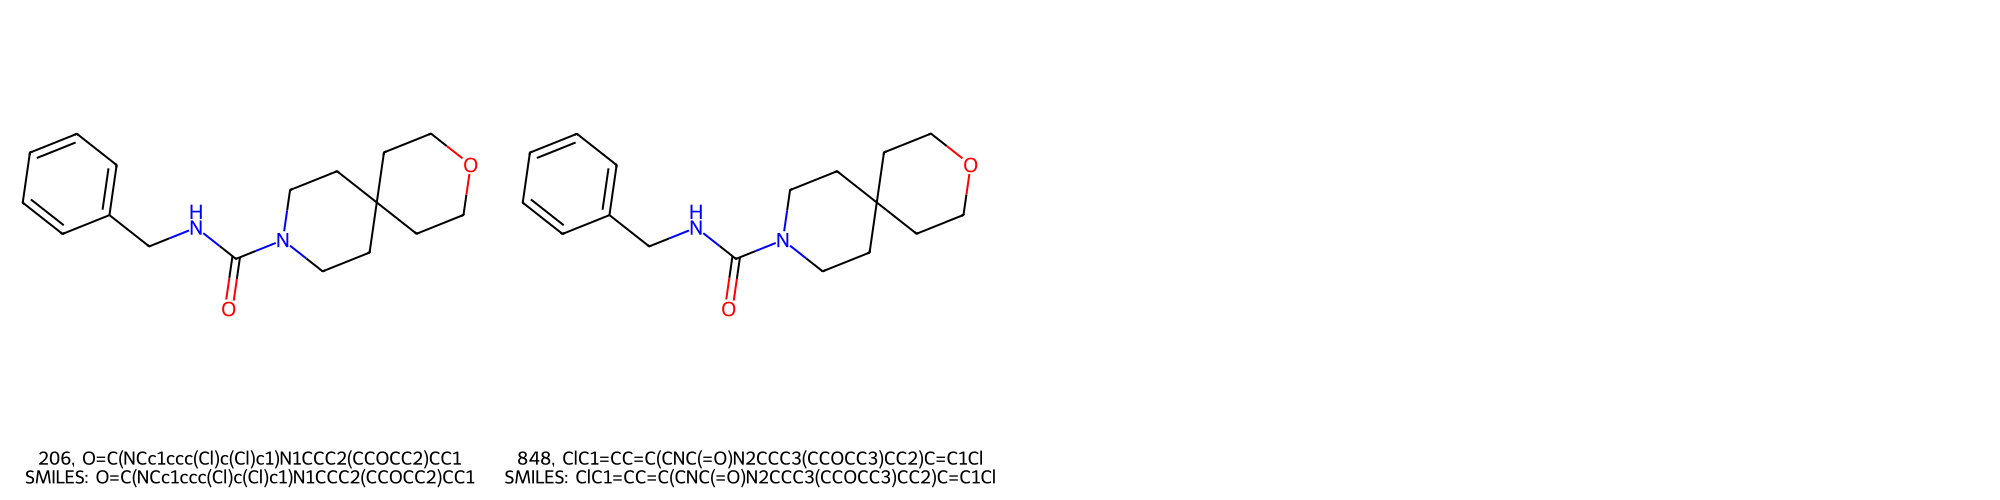 H
N
O
N
O
H
N
O
N
O
206, O=C(NCc1ccc(Cl)c(Cl)c1)N1CCC2(CCOCC2)CC1
SMILES: O=C(NCc1ccc(Cl)c(Cl)c1)N1CCC2(CCOCC2)CC1
848, ClC1=CC=C(CNC(=O)N2CCC3(CCOCC3)CC2)C=C1Cl
SMILES: ClC1=CC=C(CNC(=O)N2CCC3(CCOCC3)CC2)C=C1Cl